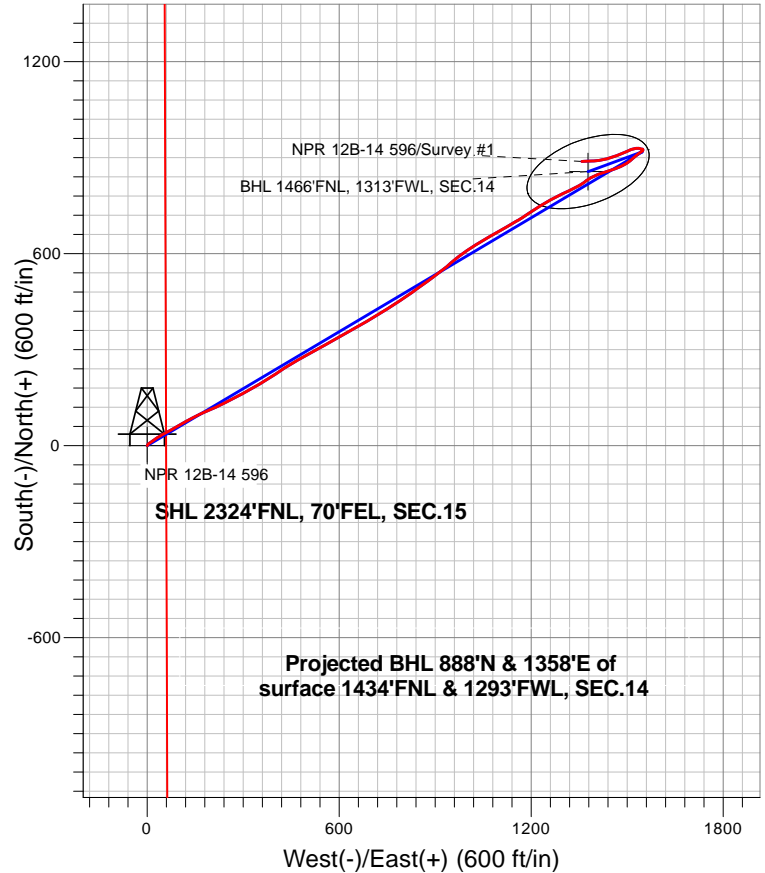 1200
NPR 12B-14 596/Survey #1
BHL 1466'FNL, 1313'FWL, SEC.14
600
South(-)/North(+) (600 ft/in)
0
NPR 12B-14 596
SHL 2324'FNL, 70'FEL, SEC.15
-600
Projected BHL 888'N & 1358'E of
surface 1434'FNL & 1293'FWL, SEC.14
0 600 1200 1800
West(-)/East(+) (600 ft/in)